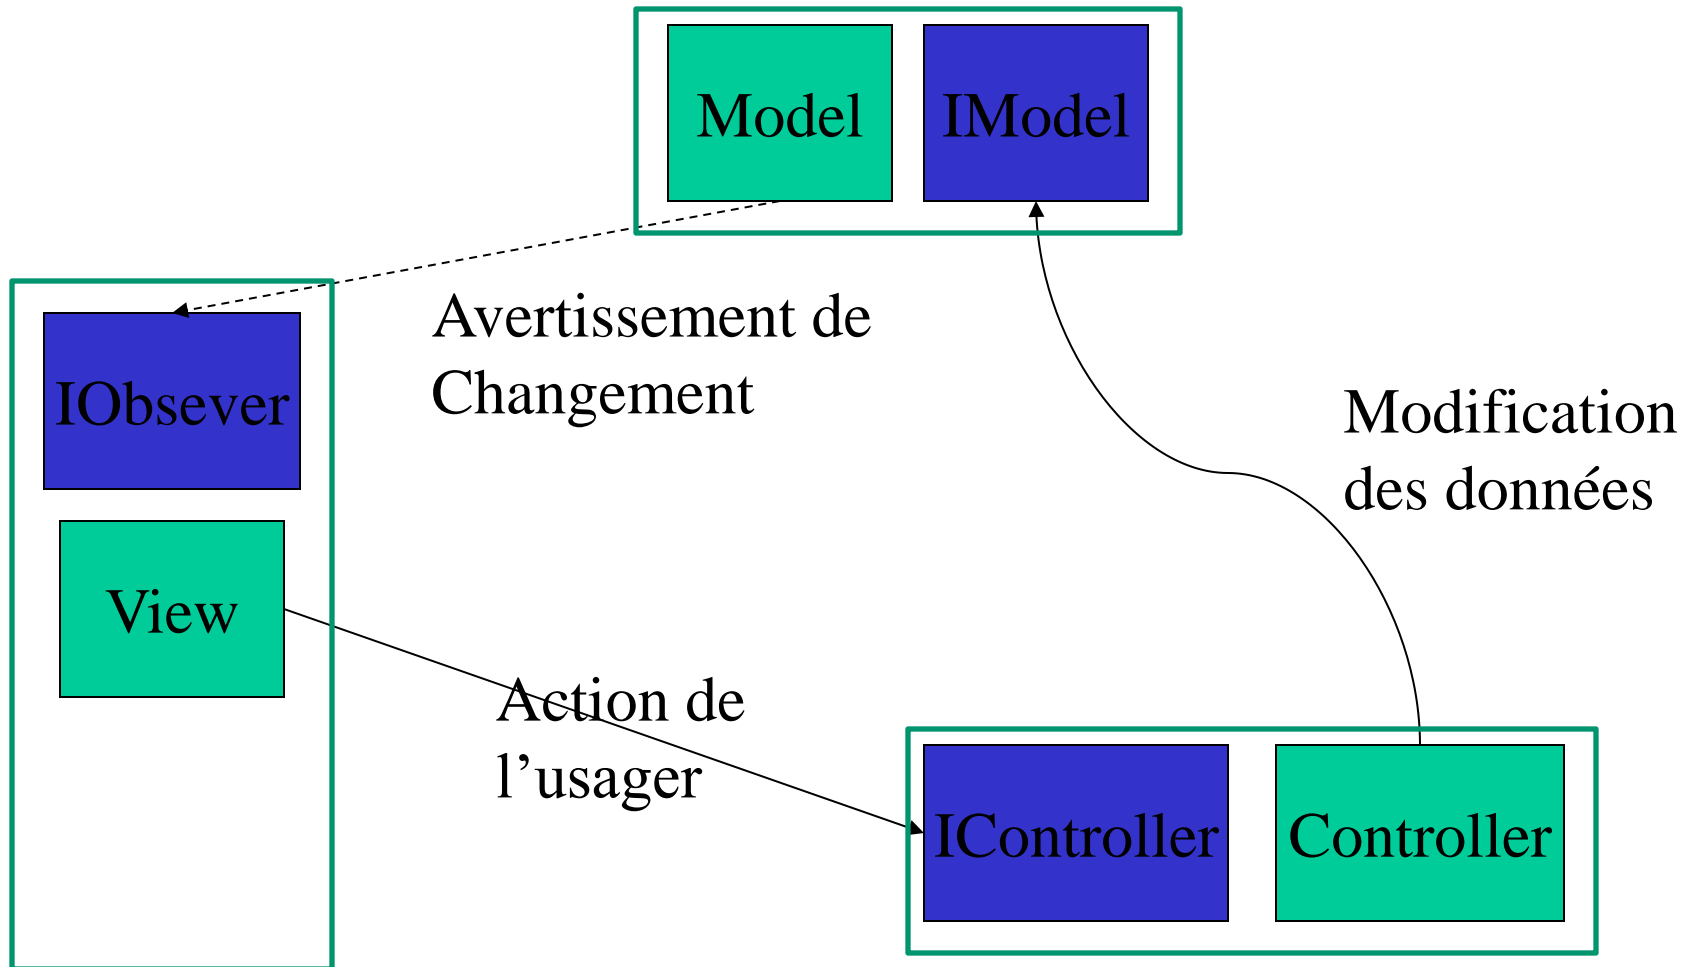 Model
IModel
Avertissement de
Changement
IObsever
Modification
des données
View
Action de
l’usager
IController
Controller